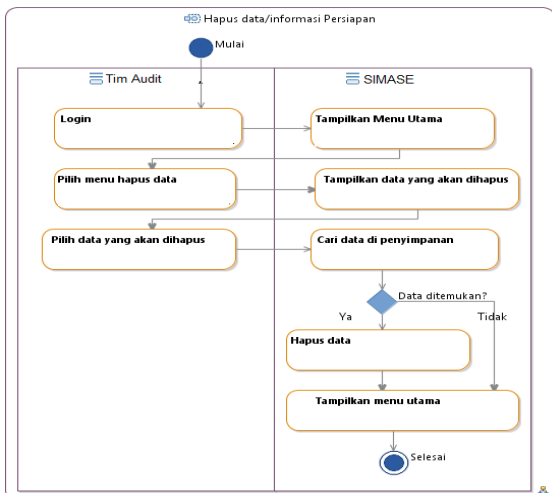 Hapus data/informasi Persiapan
Mulai
Tim Audit
SIMASE
Login
Tampilkan Menu Utama
Pilih menu hapus data
Tampilkan data yang akan dihapus
Pilih data yang akan dihapus
Cari data di penyimpanan
Data ditemukan?
Ya
Tidak
Hapus data
Tampilkan menu utama
Selesai